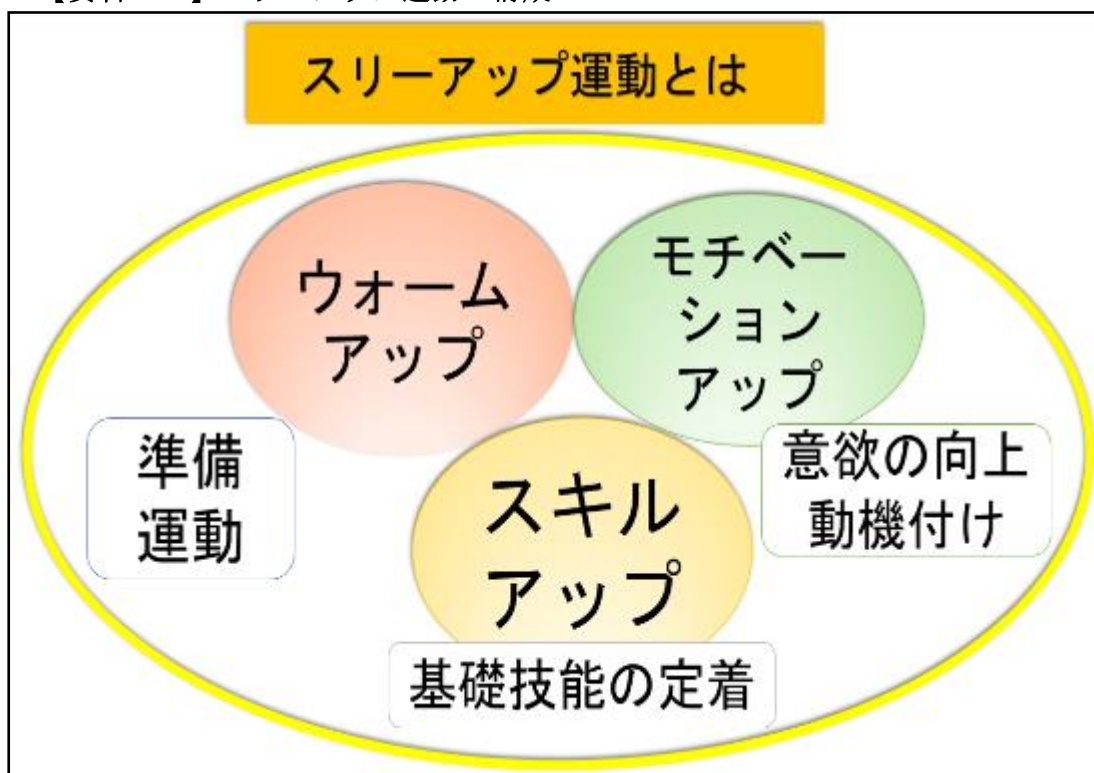 スリーアップ運動とは
ウォーム
アップ
モチベー
ション
アップ
準備
運動
意欲の向上
動機付け
スキル
アップ
基礎技能の定着